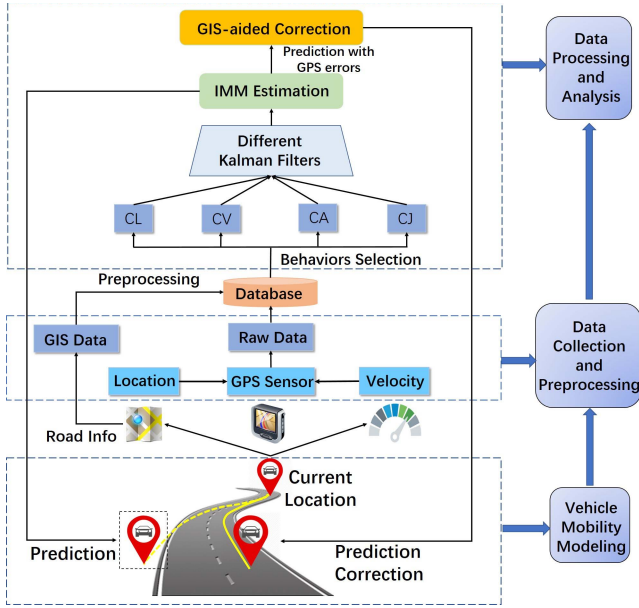 GIS-aided Correction
Prediction with
GPS errors
IMM Estimation
Different
Kalman Filters
CL
CV
CA
CJ
Behaviors Selection
Preprocessing
Database
GIS Data
Raw Data
Location
GPS Sensor
Velocity
Road Info
Current
Location
Prediction
Prediction
Correction
Data
Processing
and
Analysis
Data
Collection
and
Preprocessing
Vehicle
Mobility
Modeling